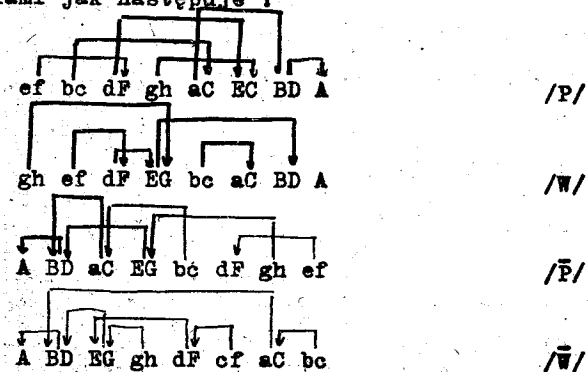 jak następuje :
ef bc dF gh aC EC BD A /P/
gh ef dF EG bc aC BD A /W/
A BD aC EG bc dF gh ef /P̄/
A BD EG gh dF cf aC bc /W̄/